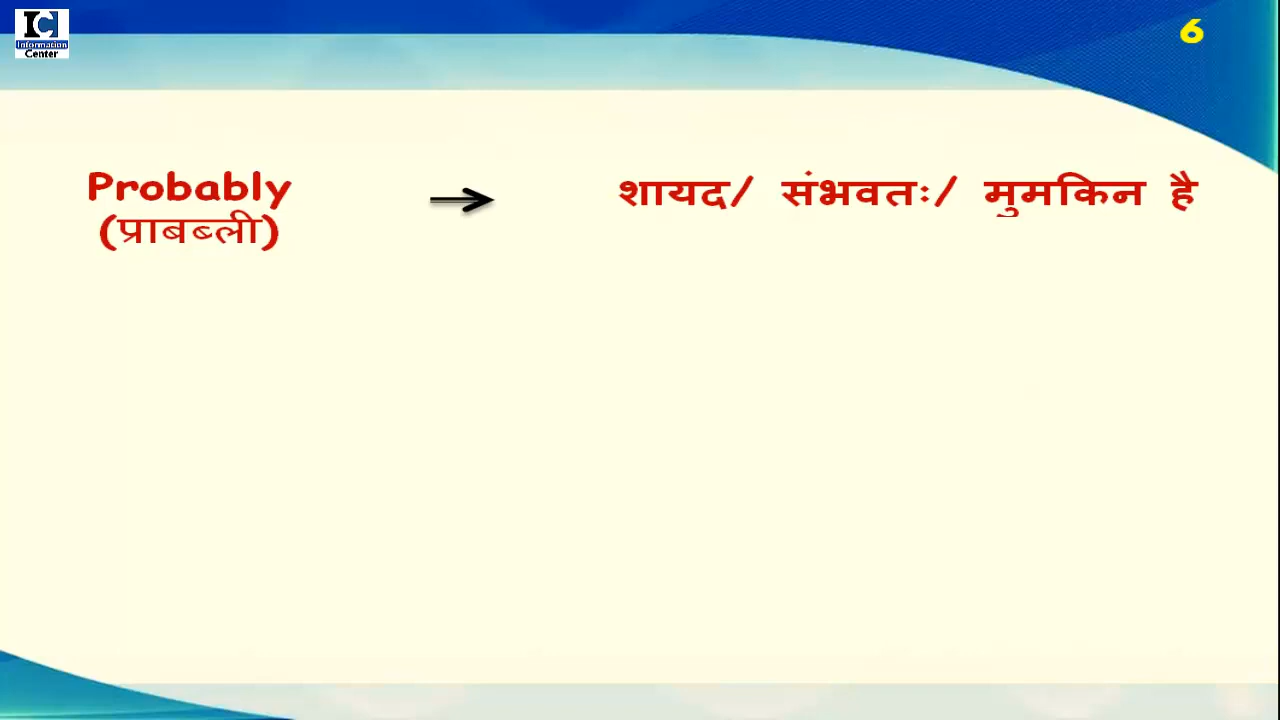 IC
Information
Center
6
Probably → शायद/ संभवतः/ मुमकिन है
(प्राबब्ली)